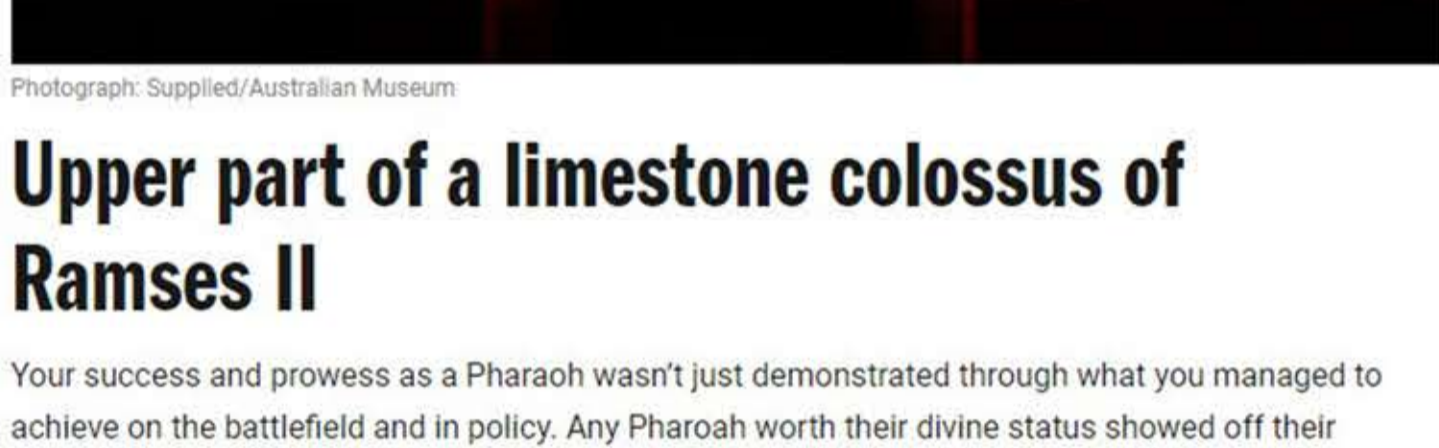 Photograph: Supplied/Australian Museum
Upper part of a limestone colossus of
Ramses II
Your success and prowess as a Pharaoh wasn't just demonstrated through what you managed to
achieve on the battlefield and in policy. Any Pharoah worth their divine status showed off their